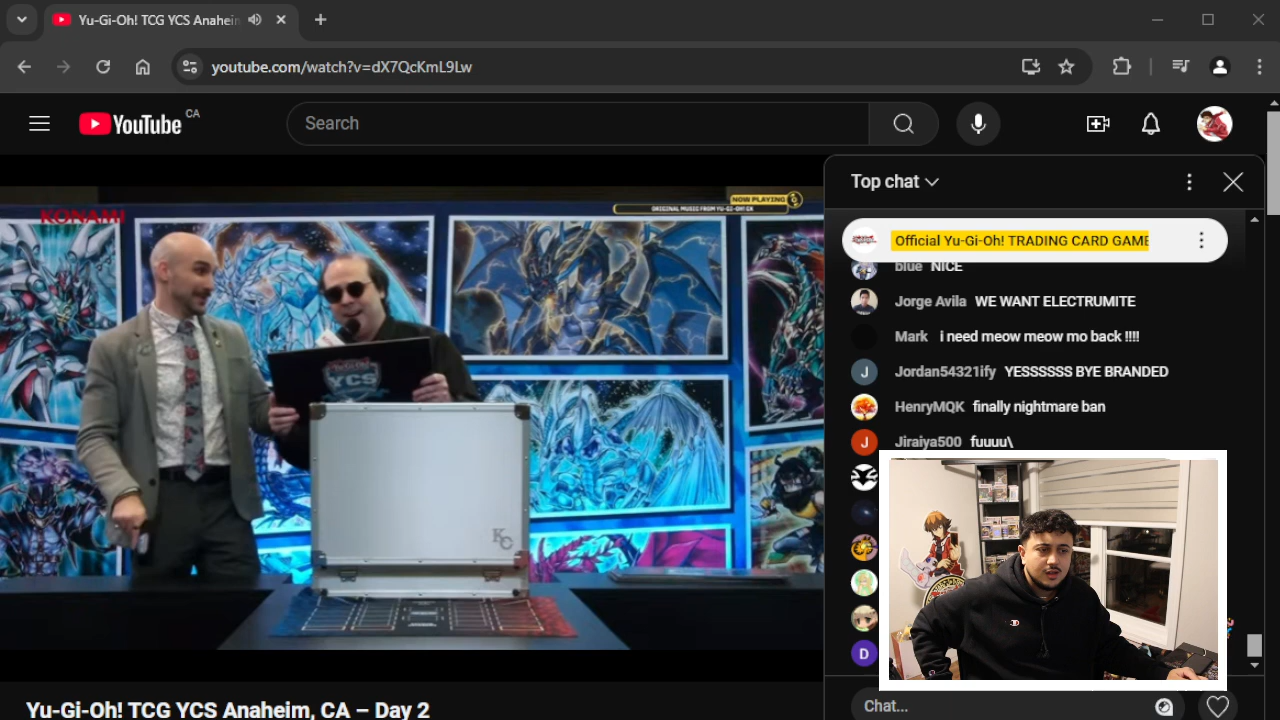 Yu-Gi-Oh! TCG YCS Anaheim
youtube.com/watch?v=dX7QcKmL9Lw
YouTube CA
Search
KONAMI
NOW PLAYING
ORIGINAL MUSIC FROM YU-GI-OH! GX
YCS
KC
Top chat
Official Yu-Gi-Oh! TRADING CARD GAME
blue NICE
Jorge Avila WE WANT ELECTRUMITE
Mark i need meow meow mo back !!!!
J Jordan54321ify YESSSSSS BYE BRANDED
HenryMQK finally nightmare ban
J Jiraiya500 fuuuu\
D
Chat...
Yu-Gi-Oh! TCG YCS Anaheim, CA – Day 2